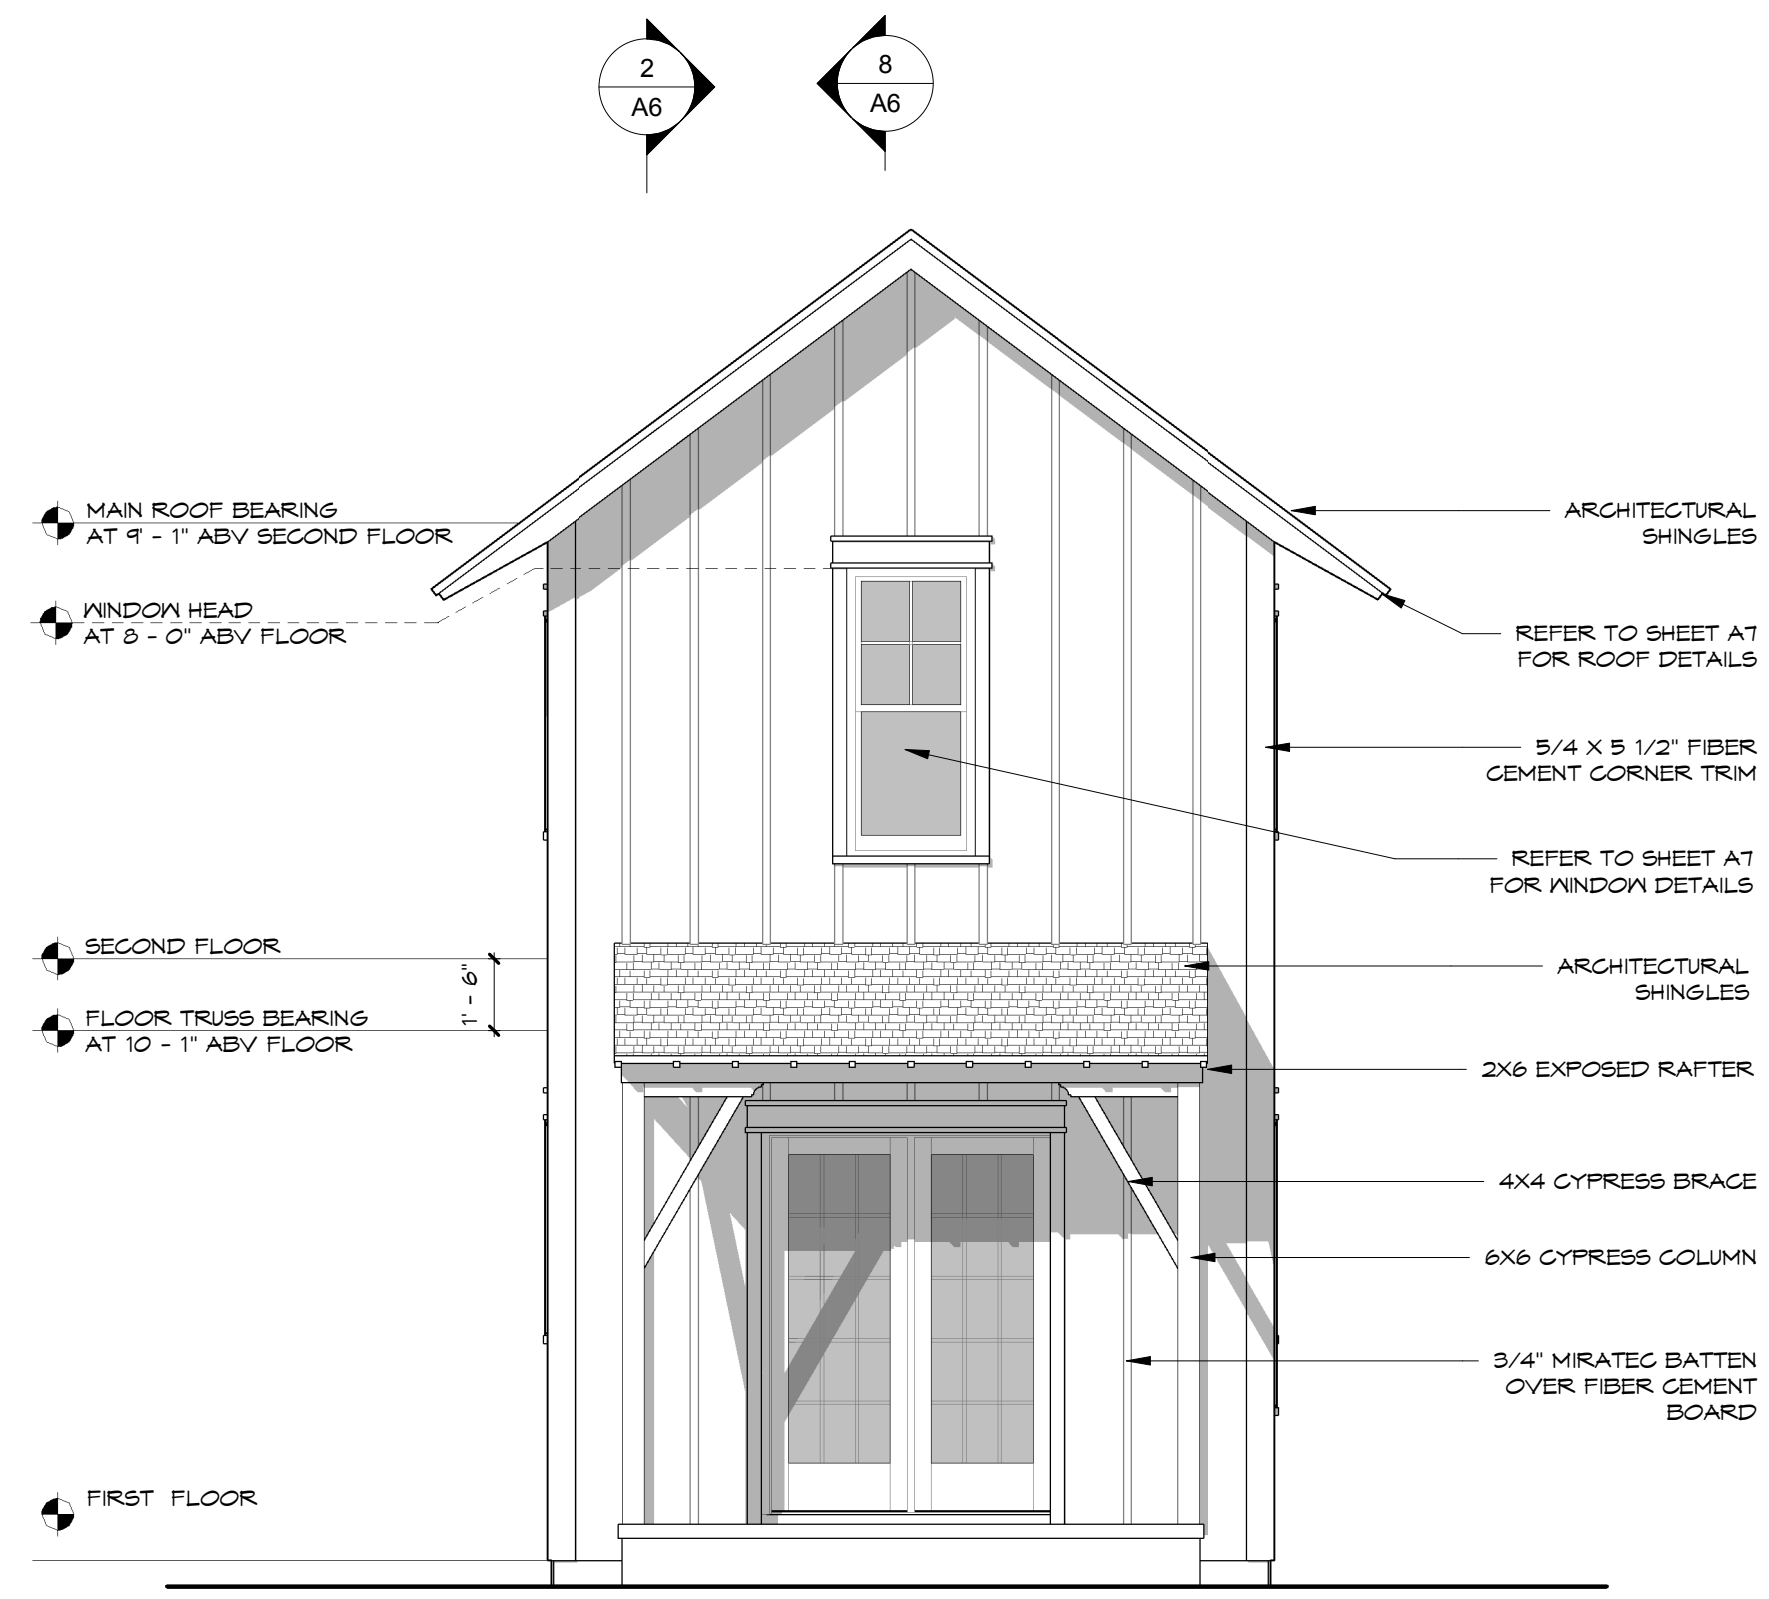 2
A6
8
A6
MAIN ROOF BEARING
AT 9' - 1" ABV SECOND FLOOR
WINDOW HEAD
AT 8 - 0" ABV FLOOR
SECOND FLOOR
1' - 6"
FLOOR TRUSS BEARING
AT 10 - 1" ABV FLOOR
FIRST FLOOR
ARCHITECTURAL
SHINGLES
REFER TO SHEET A7
FOR ROOF DETAILS
5/4 X 5 1/2" FIBER
CEMENT CORNER TRIM
REFER TO SHEET A7
FOR WINDOW DETAILS
ARCHITECTURAL
SHINGLES
2X6 EXPOSED RAFTER
4X4 CYPRESS BRACE
6X6 CYPRESS COLUMN
3/4" MIRATEC BATTEN
OVER FIBER CEMENT
BOARD